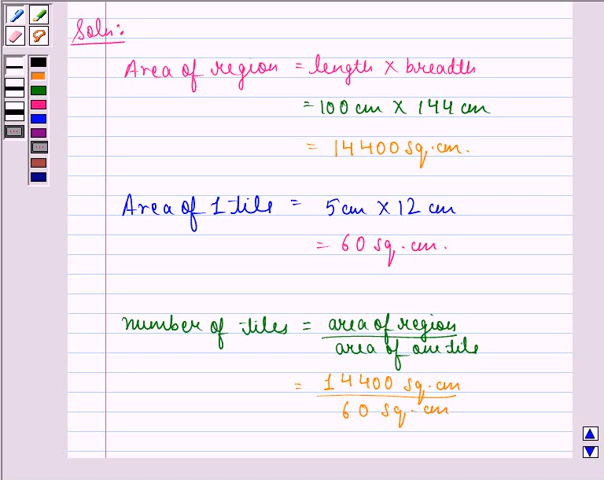 Soln:
Area of region = length × breadth
= 100 cm × 144 cm
= 14400 sq.cm.
Area of 1 tile = 5 cm × 12 cm
= 60 sq.cm.
number of tiles = area of region
area of one tile
= 14400 sq.cm
60 sq.cm